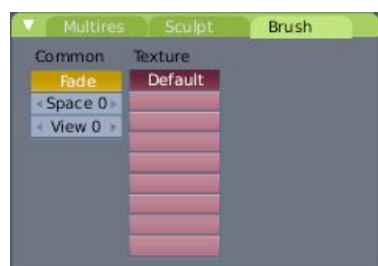 Multires Sculpt Brush
Common Texture
Fade Default
Space 0
View 0